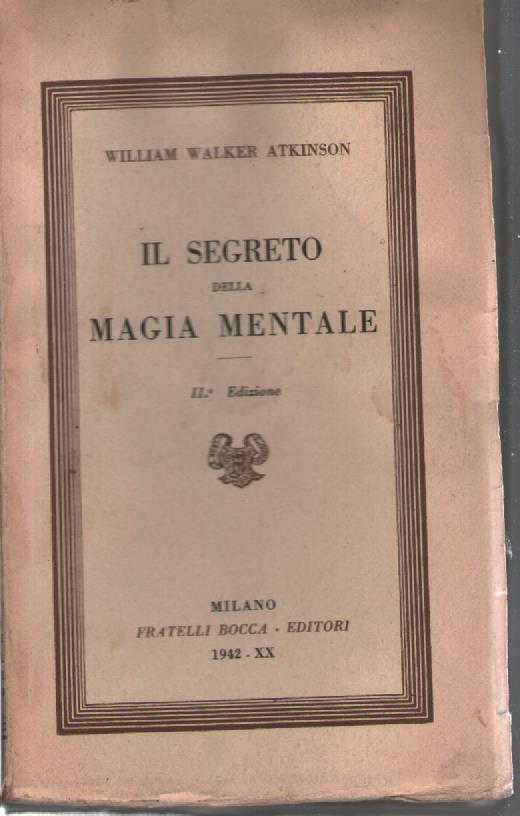 WILLIAM WALKER ATKINSON
IL SEGRETO
DELLA
MAGIA MENTALE
II.ª Edizione
MILANO
FRATELLI BOCCA - EDITORI
1942 - XX